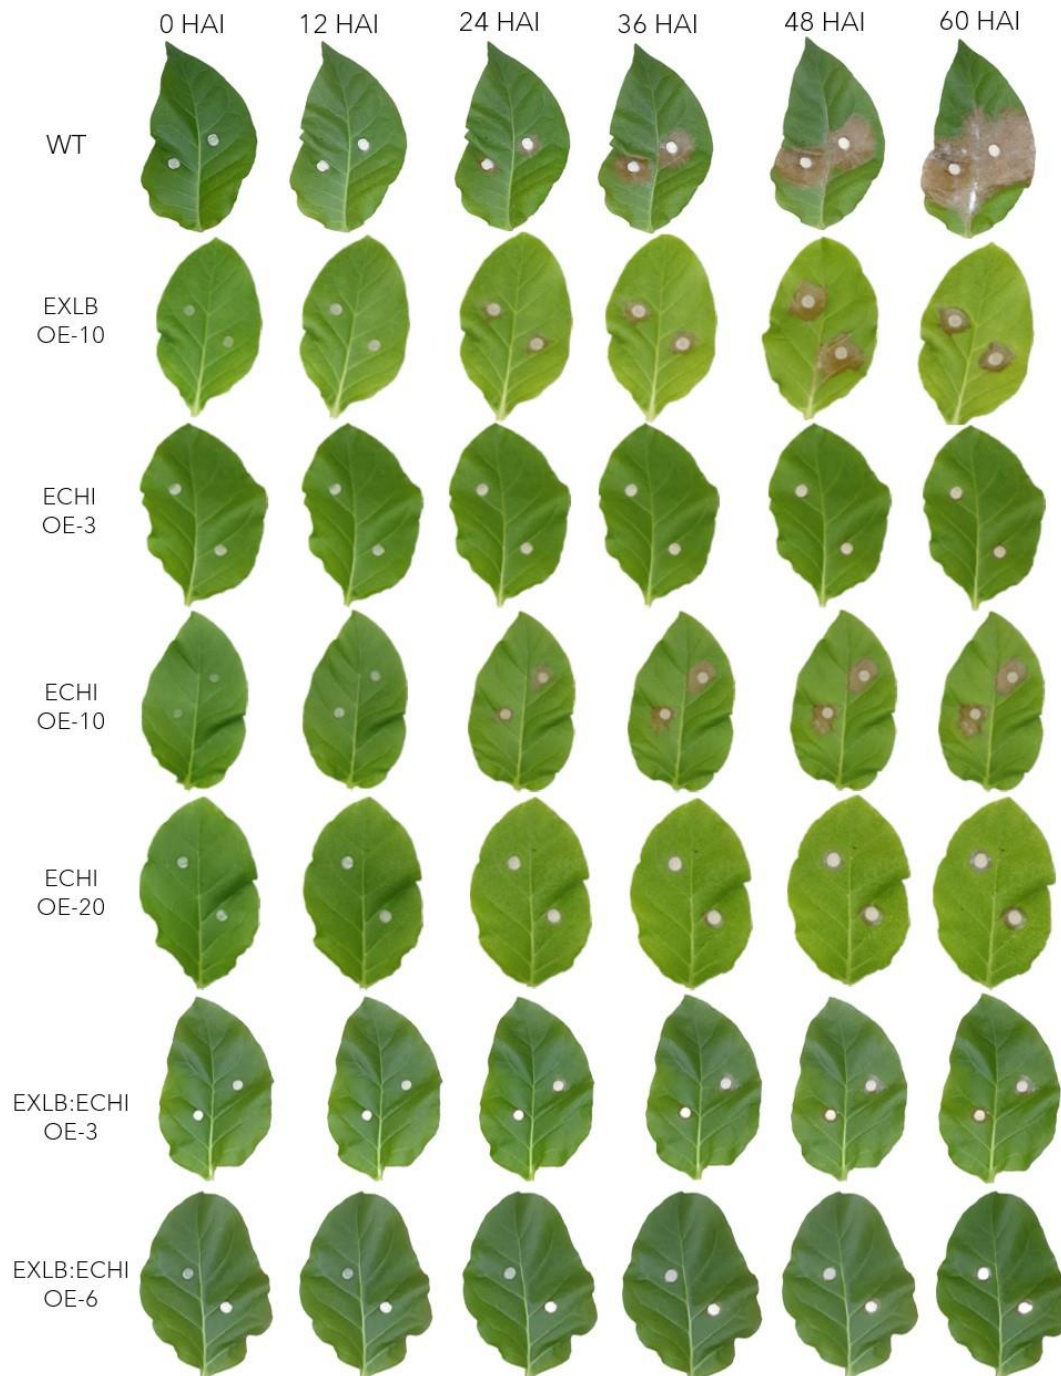 0 HAI 12 HAI 24 HAI 36 HAI 48 HAI 60 HAI
WT
EXLB
OE-10
ECHI
OE-3
ECHI
OE-10
ECHI
OE-20
EXLB:ECHI
OE-3
EXLB:ECHI
OE-6